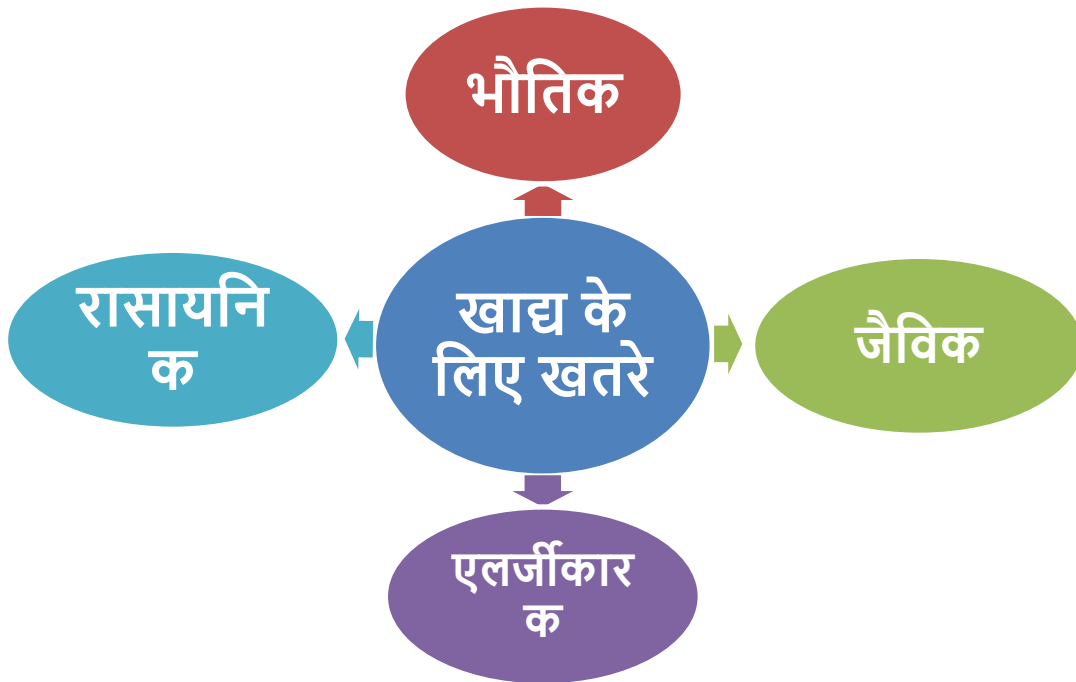 भौतिक
रासायनि
क
खाद्य के
लिए खतरे
जैविक
एलर्जीकार
क